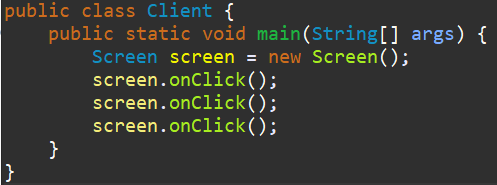 public class Client {
    public static void main(String[] args) {
        Screen screen = new Screen();
        screen.onClick();
        screen.onClick();
        screen.onClick();
    }
}